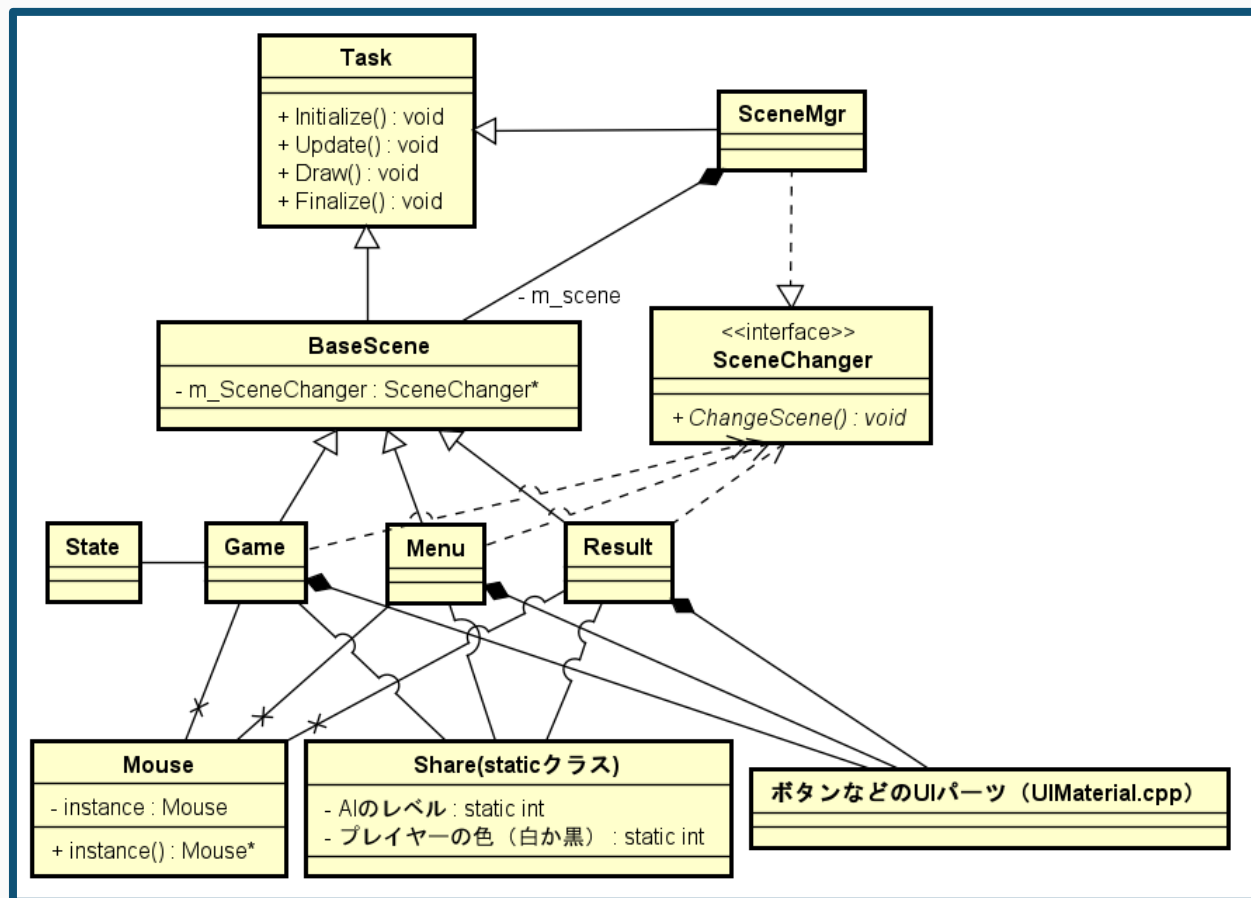 Task
+ Initialize() : void
+ Update() : void
+ Draw() : void
+ Finalize() : void
SceneMgr
- m_scene
BaseScene
- m_SceneChanger : SceneChanger*
<<interface>>
SceneChanger
+ ChangeScene() : void
State
Game
Menu
Result
Mouse
- instance : Mouse
+ instance() : Mouse*
Share(staticクラス)
- AIのレベル : static int
- プレイヤーの色（白か黒） : static int
ボタンなどのUIパーツ（UIMaterial.cpp）